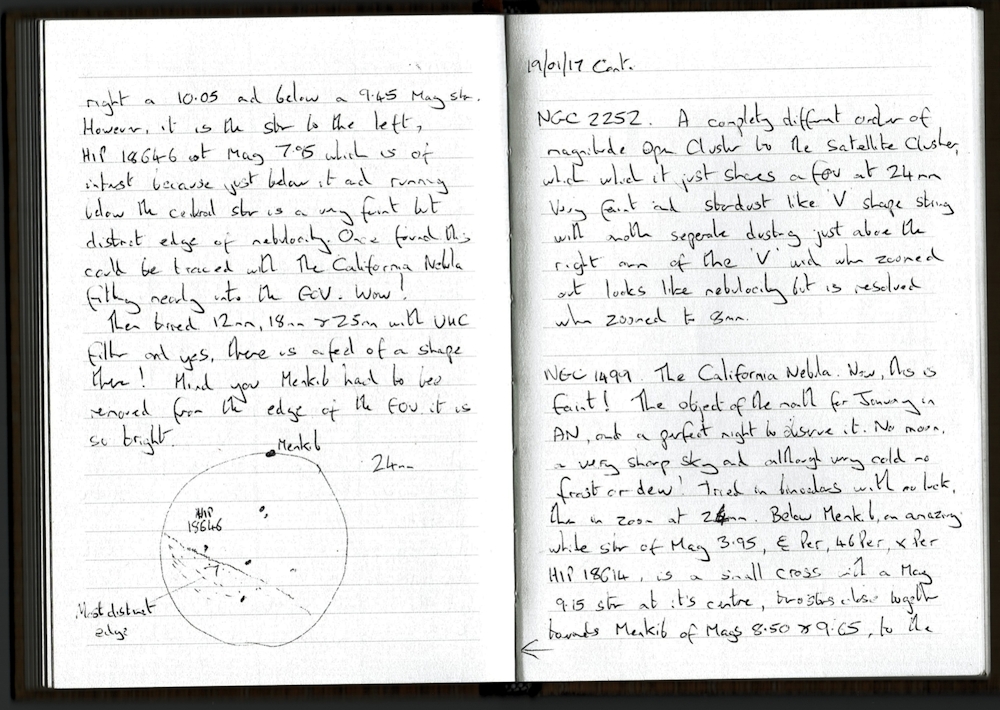 right a 10.05 and below a 9.45 Mag star.
However, it is the star to the left,
HIP 18646 at Mag 7.95 which is of
interest because just below it and running
below the central star is a very faint but
distinct edge of nebulosity. Once found this
could be traced with the California Nebula
filling nearly into the FOV. Wow!
Then tried 12mm, 18mm & 25mm with UHC
filter and yes, there is a feel of a shape
there! Mind you Menkib had to be
removed from the edge of the FOV it is
so bright.
Menkib
24mm
HIP
18646
Most distinct
edge
19/01/17 Cont.
NGC 2252. A completly different order of
magnitude Open Cluster to the Satellite Cluster,
which which it just shares a FOV at 24mm
Very faint and stardust like 'V' shape string
with seperate dusting just above the
right arm of the 'V' when zoomed
out looks like nebulosity but is resolved
when zoomed to 8mm.
NGC 1499. The California Nebula. Now, this is
faint! The object of the month for January in
AN, and a perfect night to observe it. No moon,
a very sharp sky and although very cold no
frost or dew! Tried in binoculars with no luck,
then in zoom at 24mm. Below Menkib, an amazing
white star of Mag 3.95, ξ Per, 46 Per, x Per
HIP 18614, is a small cross with a Mag
9.15 star at it's centre, two stars close together
towards Menkib of Mags 8.50 & 9.65, to the